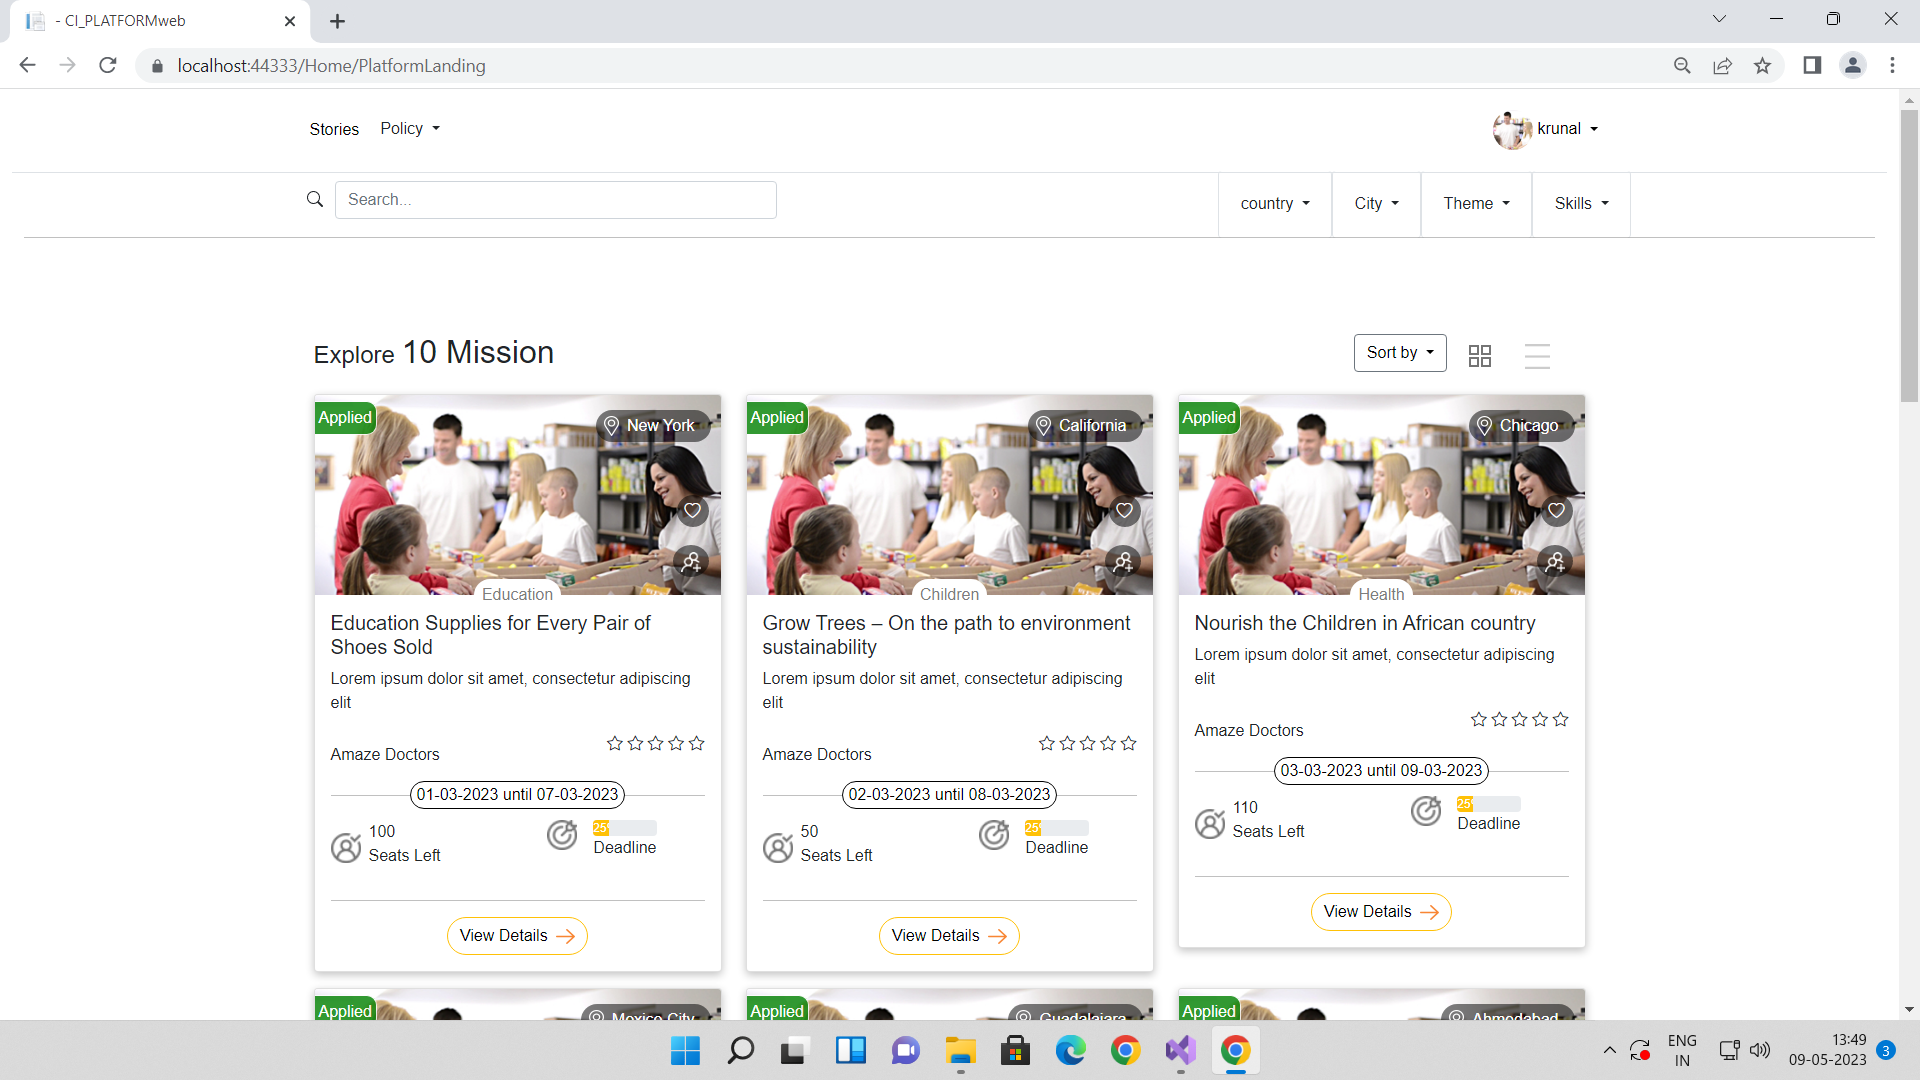 - CI_PLATFORMweb
localhost:44333/Home/PlatformLanding
Stories Policy
krunal
Search...
country City Theme Skills
Explore 10 Mission
Sort by
Applied New York
Education
Education Supplies for Every Pair of
Shoes Sold
Lorem ipsum dolor sit amet, consectetur adipiscing
elit
Amaze Doctors
01-03-2023 until 07-03-2023
100
Seats Left
25
Deadline
View Details
Applied California
Children
Grow Trees – On the path to environment
sustainability
Lorem ipsum dolor sit amet, consectetur adipiscing
elit
Amaze Doctors
02-03-2023 until 08-03-2023
50
Seats Left
25
Deadline
View Details
Applied Chicago
Health
Nourish the Children in African country
Lorem ipsum dolor sit amet, consectetur adipiscing
elit
Amaze Doctors
03-03-2023 until 09-03-2023
110
Seats Left
25
Deadline
View Details
Applied Mexico City
Applied Guadalajara
Applied Ahmedabad
ENG
IN
13:49
09-05-2023
3